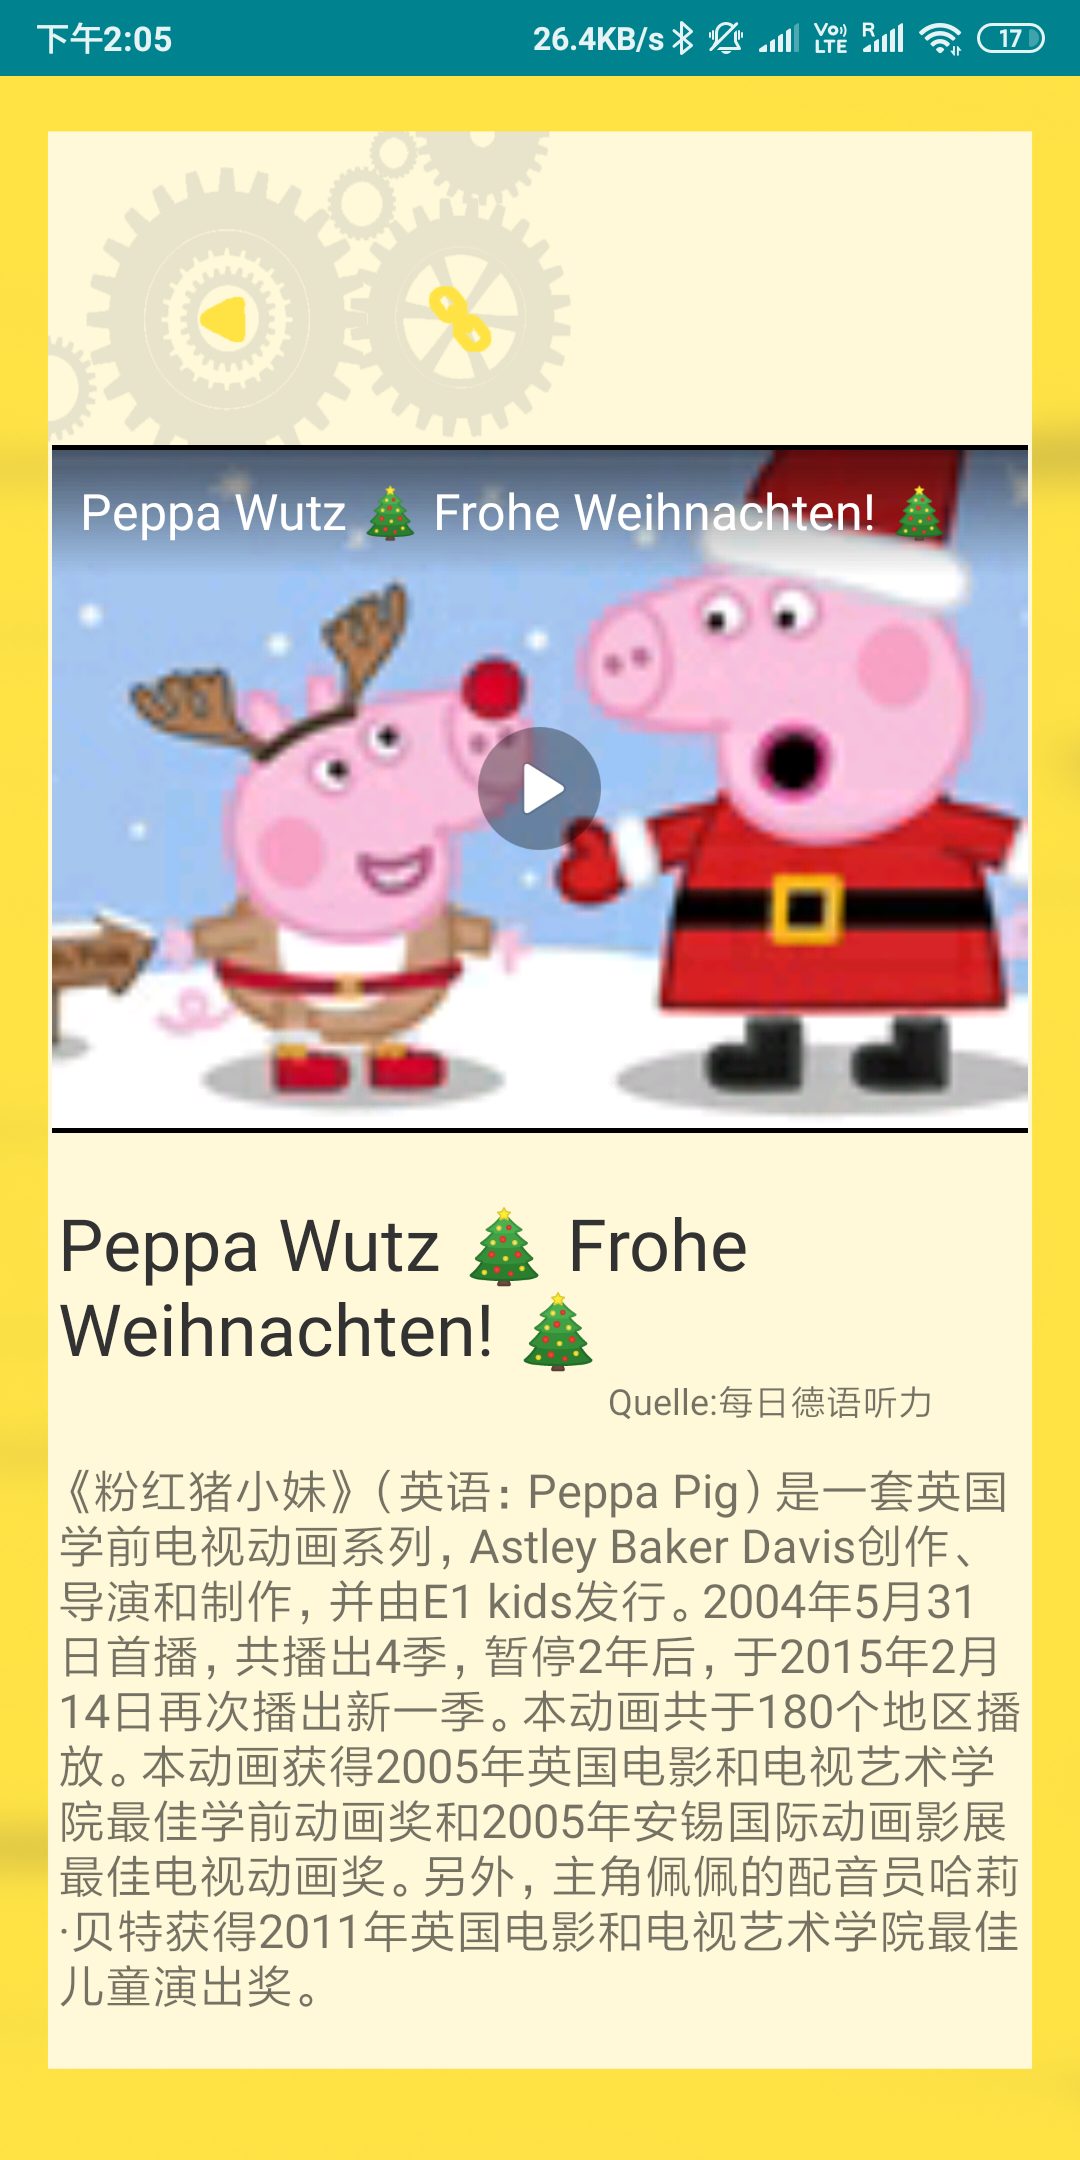 下午2:05 26.4KB/s Vo)) LTE R 17
Peppa Wutz 🎄 Frohe Weihnachten! 🎄
Peppa Wutz 🎄 Frohe
Weihnachten! 🎄
Quelle:每日德语听力
《粉红猪小妹》（英语：Peppa Pig）是一套英国
学前电视动画系列，Astley Baker Davis创作、
导演和制作，并由E1 kids发行。2004年5月31
日首播，共播出4季，暂停2年后，于2015年2月
14日再次播出新一季。本动画共于180个地区播
放。本动画获得2005年英国电影和电视艺术学
院最佳学前动画奖和2005年安锡国际动画影展
最佳电视动画奖。另外，主角佩佩的配音员哈莉
·贝特获得2011年英国电影和电视艺术学院最佳
儿童演出奖。